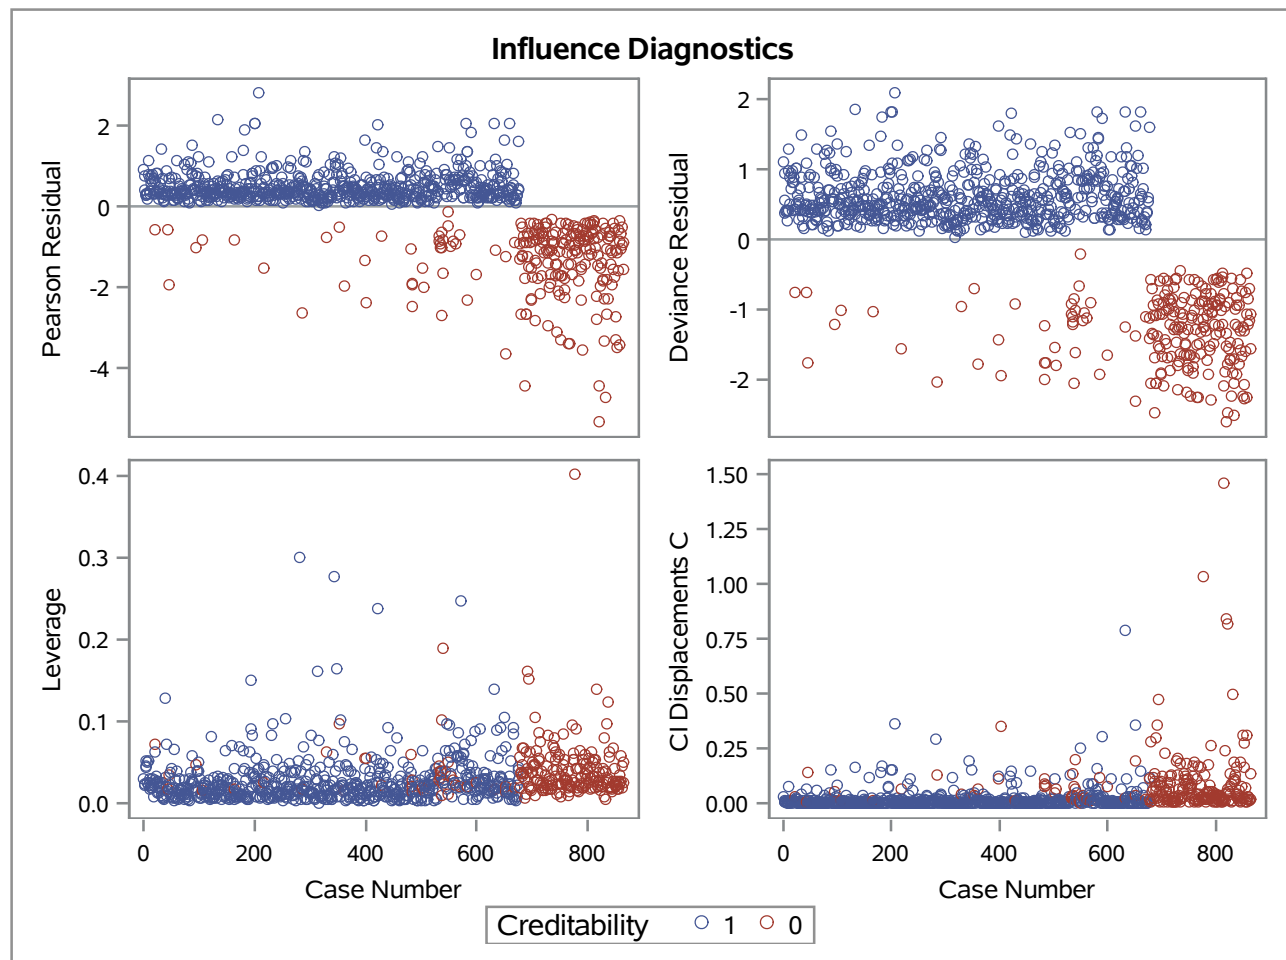 Influence Diagnostics
Pearson Residual
2
0
-2
-4
Deviance Residual
2
1
0
-1
-2
Leverage
0.4
0.3
0.2
0.1
0.0
0 200 400 600 800
Case Number
CI Displacements C
1.50
1.25
1.00
0.75
0.50
0.25
0.00
0 200 400 600 800
Case Number
Creditability 1 0